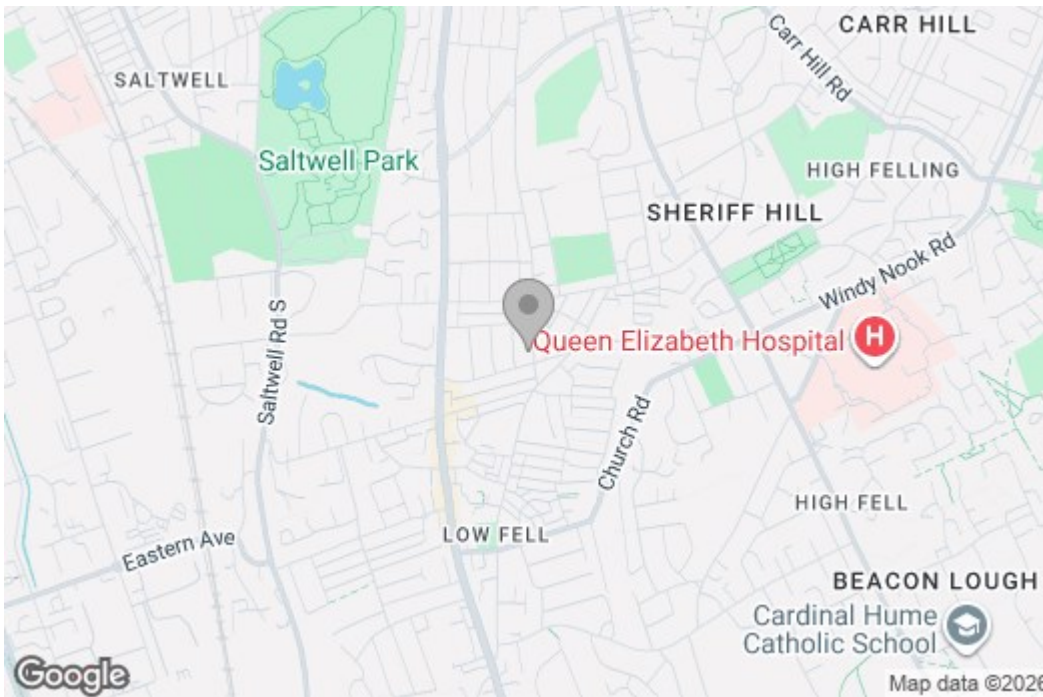 CARR HILL
Carr Hill Rd
SALTWELL
Saltwell Park
HIGH FELLING
SHERIFF HILL
Windy Nook Rd
Queen Elizabeth Hospital
H
Saltwell Rd S
Church Rd
HIGH FELL
LOW FELL
Eastern Ave
BEACON LOUGH
Cardinal Hume
Catholic School
Google
Map data ©2026